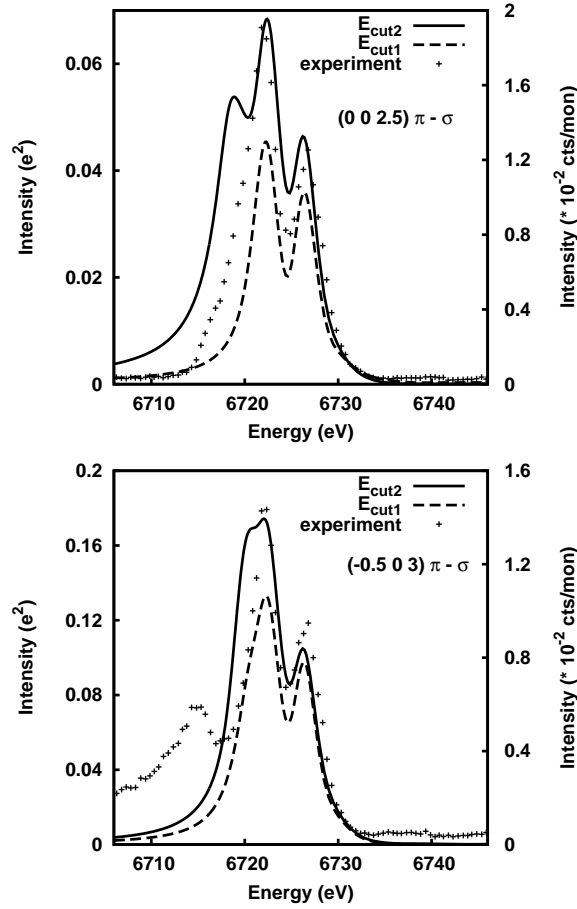 E_cut2
E_cut1
experiment
(0 0 2.5) π - σ
Intensity (e²)
Intensity (* 10⁻² cts/mon)
0.06
0.04
0.02
0
2
1.6
1.2
0.8
0.4
0
6710 6720 6730 6740
Energy (eV)
E_cut2
E_cut1
experiment
(-0.5 0 3) π - σ
Intensity (e²)
Intensity (* 10⁻² cts/mon)
0.2
0.16
0.12
0.08
0.04
0
1.6
1.2
0.8
0.4
0
6710 6720 6730 6740
Energy (eV)